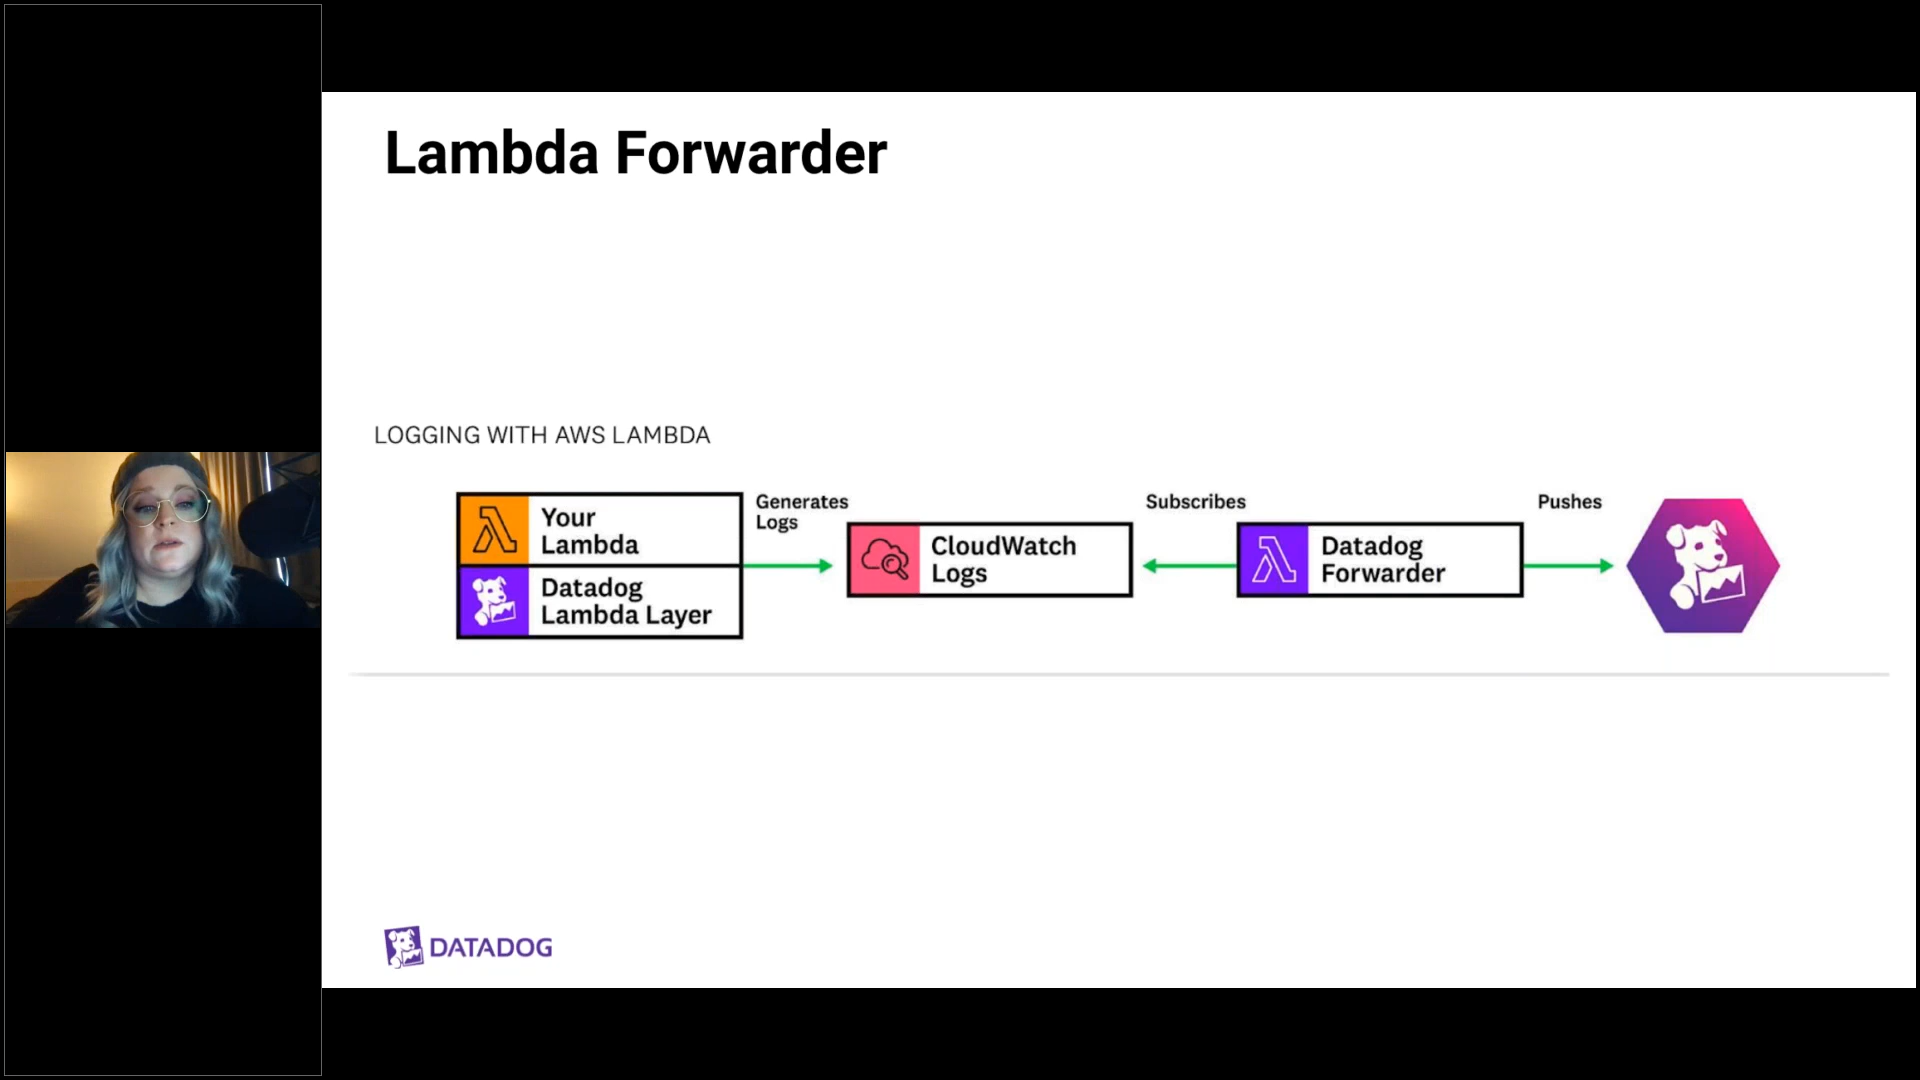 Lambda Forwarder
LOGGING WITH AWS LAMBDA
Your
Lambda
Datadog
Lambda Layer
Generates
Logs
CloudWatch
Logs
Subscribes
Datadog
Forwarder
Pushes
DATADOG